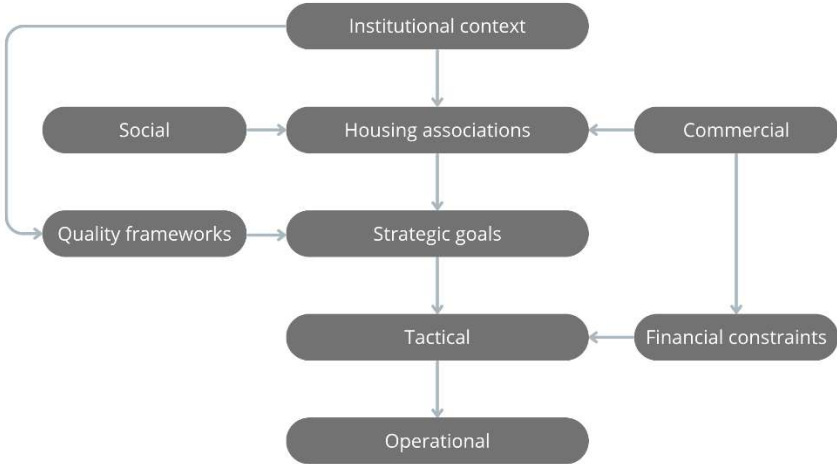 Institutional context
Social
Housing associations
Commercial
Quality frameworks
Strategic goals
Tactical
Financial constraints
Operational